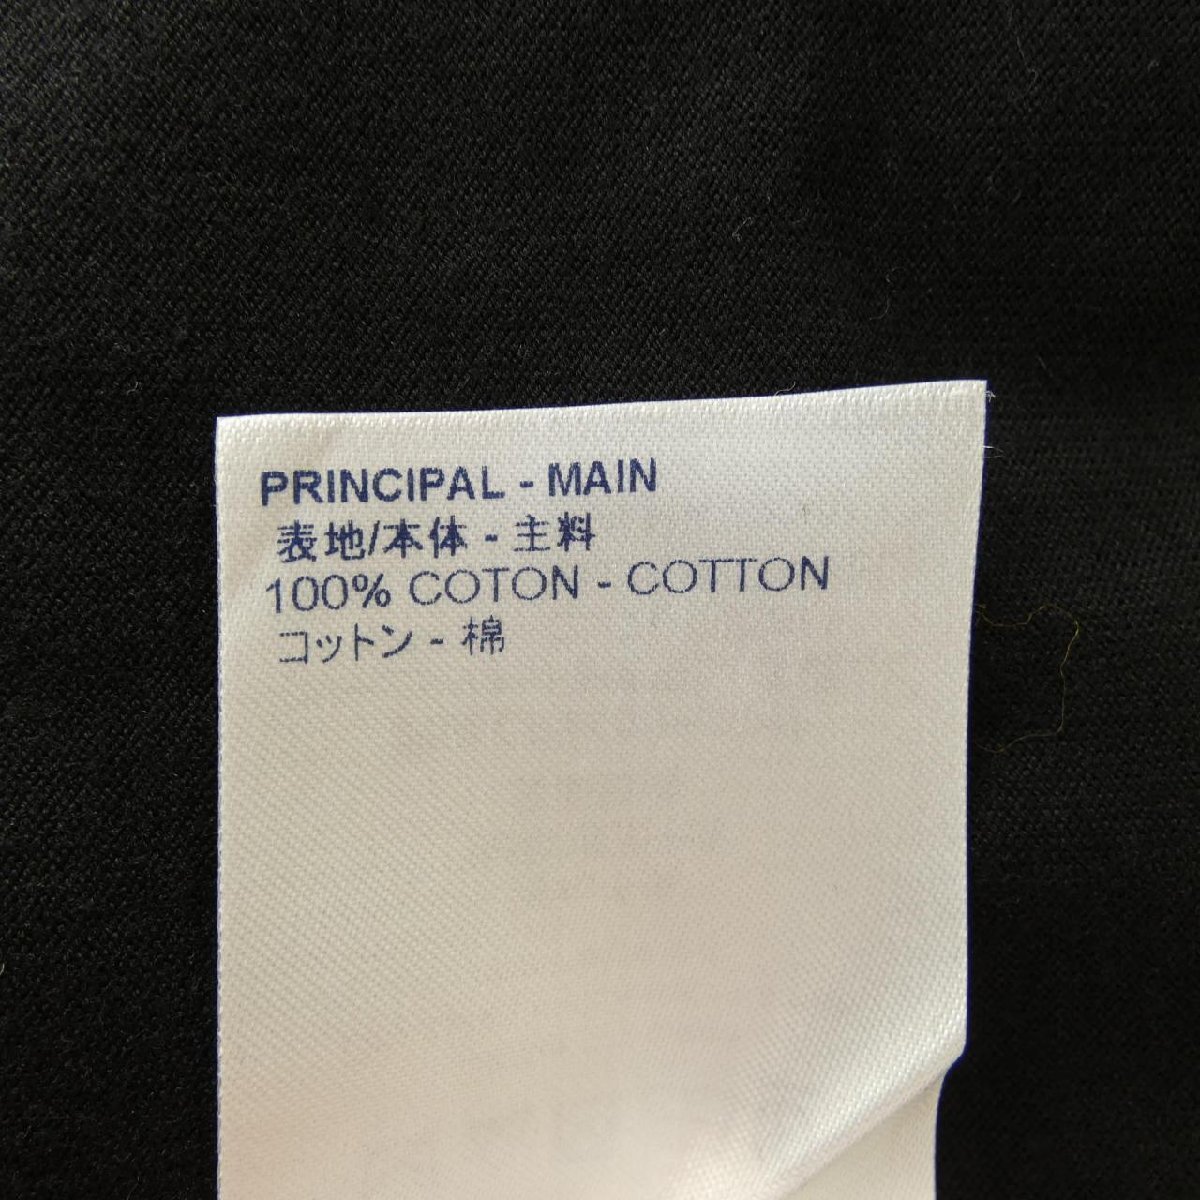 PRINCIPAL - MAIN
表地/本体 - 主料
100% COTON - COTTON
コットン - 棉